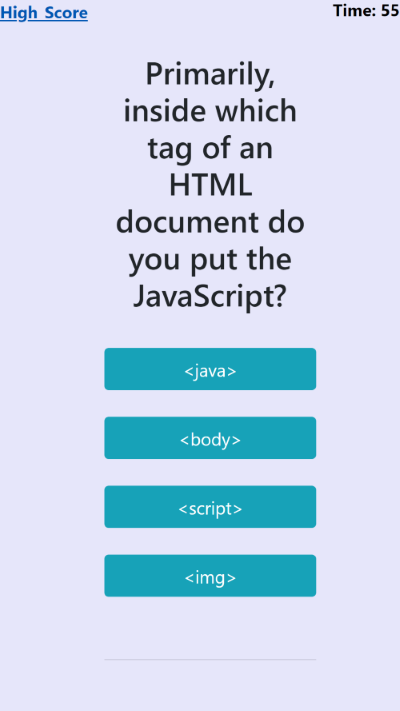 High Score
Time: 55
Primarily,
inside which
tag of an
HTML
document do
you put the
JavaScript?
<java>
<body>
<script>
<img>